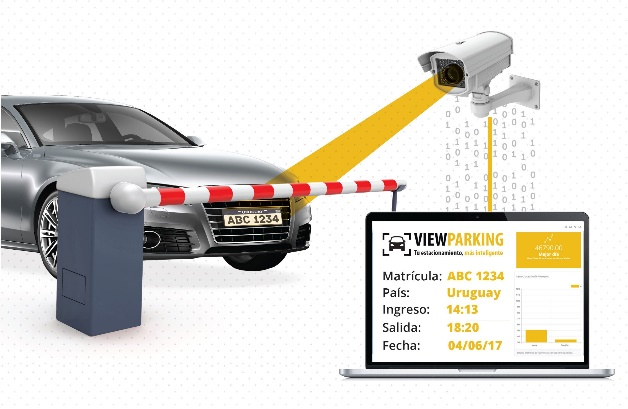 ABC 1234
VIEWPARKING
Tu estacionamiento, más inteligente
Matrícula: ABC 1234
País: Uruguay
Ingreso: 14:13
Salida: 18:20
Fecha: 04/06/17